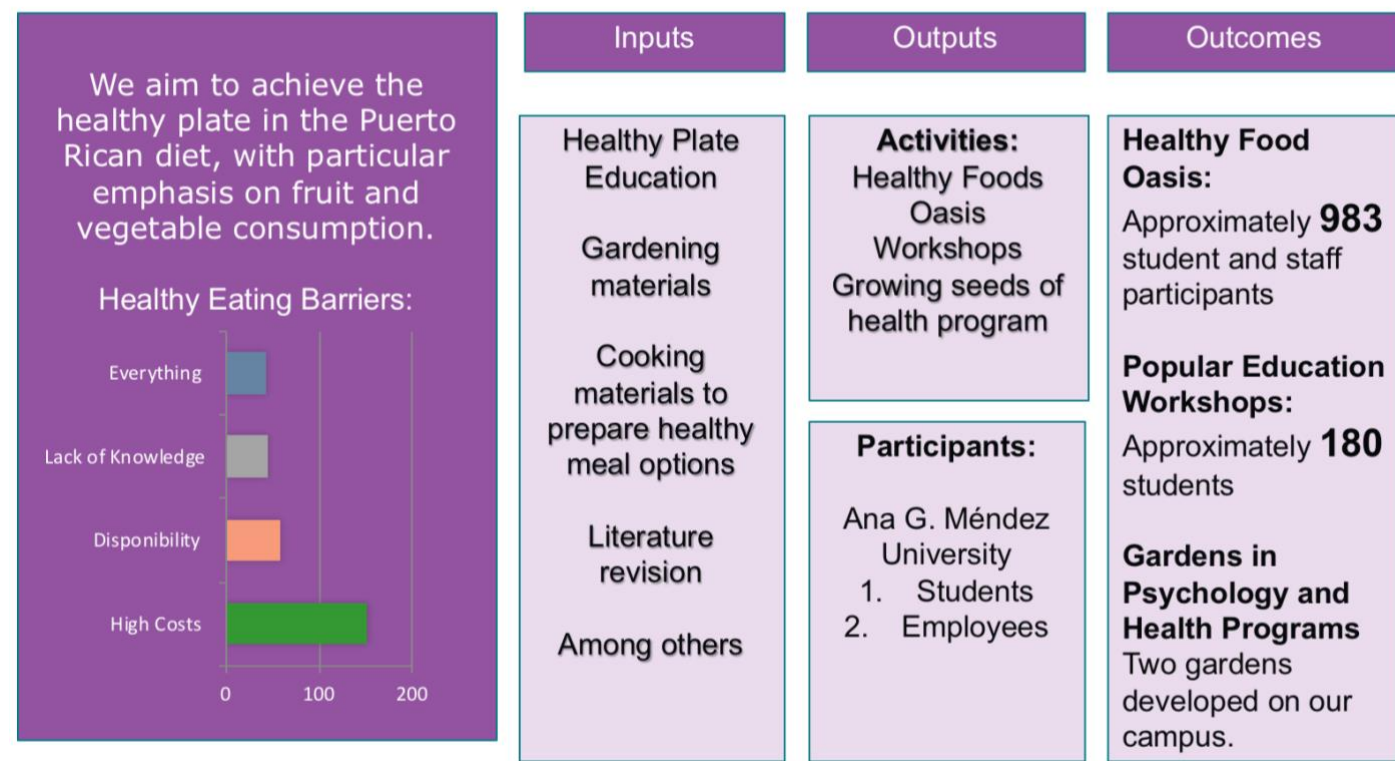 We aim to achieve the
healthy plate in the Puerto
Rican diet, with particular
emphasis on fruit and
vegetable consumption.
Healthy Eating Barriers:
Everything
Lack of Knowledge
Disponibility
High Costs
0 100 200
Inputs
Healthy Plate
Education
Gardening
materials
Cooking
materials to
prepare healthy
meal options
Literature
revision
Among others
Outputs
Activities:
Healthy Foods
Oasis
Workshops
Growing seeds of
health program
Participants:
Ana G. Méndez
University
1. Students
2. Employees
Outcomes
Healthy Food
Oasis:
Approximately 983
student and staff
participants
Popular Education
Workshops:
Approximately 180
students
Gardens in
Psychology and
Health Programs
Two gardens
developed on our
campus.